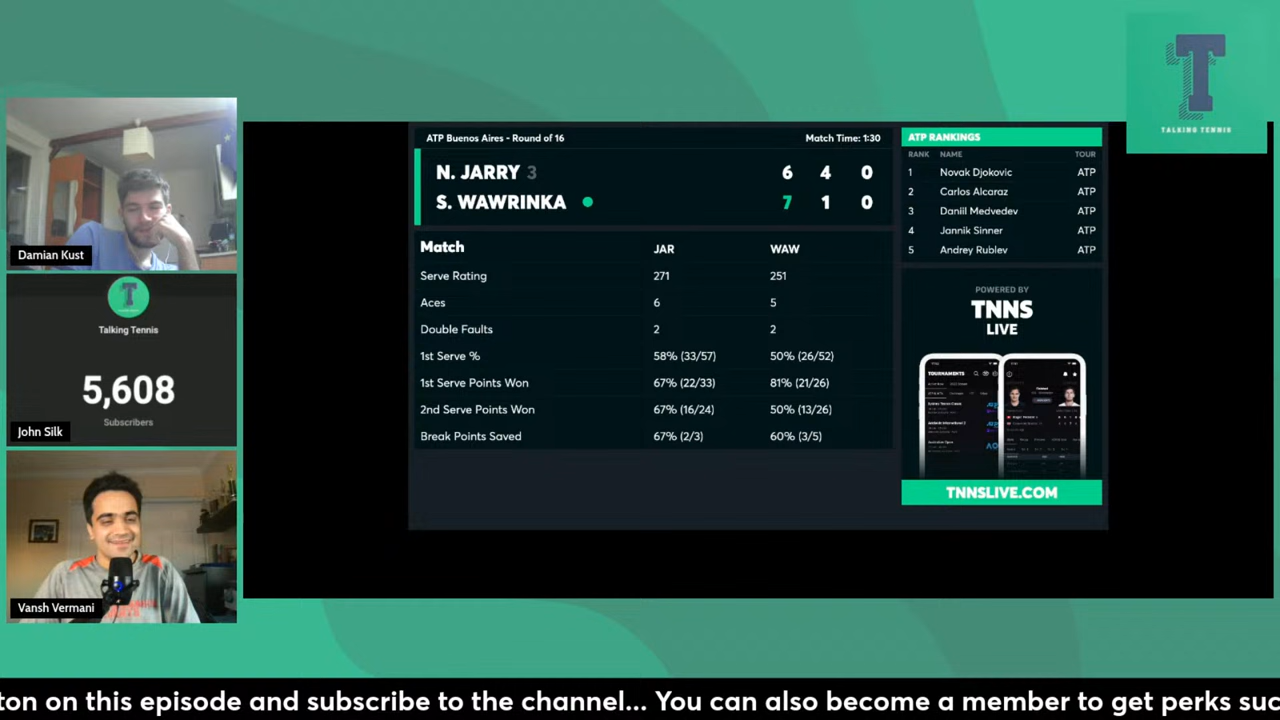 T
TALKING TENNIS
Damian Kust
T
Talking Tennis
5,608
Subscribers
John Silk
Vansh Vermani
ATP Buenos Aires - Round of 16 Match Time: 1:30
N. JARRY 3 6 4 0
S. WAWRINKA 7 1 0
Match JAR WAW
Serve Rating 271 251
Aces 6 5
Double Faults 2 2
1st Serve % 58% (33/57) 50% (26/52)
1st Serve Points Won 67% (22/33) 81% (21/26)
2nd Serve Points Won 67% (16/24) 50% (13/26)
Break Points Saved 67% (2/3) 60% (3/5)
ATP RANKINGS
RANK NAME TOUR
1 Novak Djokovic ATP
2 Carlos Alcaraz ATP
3 Daniil Medvedev ATP
4 Jannik Sinner ATP
5 Andrey Rublev ATP
POWERED BY
TNNS
LIVE
TOURNAMENTS
TNNSLIVE.COM
ton on this episode and subscribe to the channel... You can also become a member to get perks suc